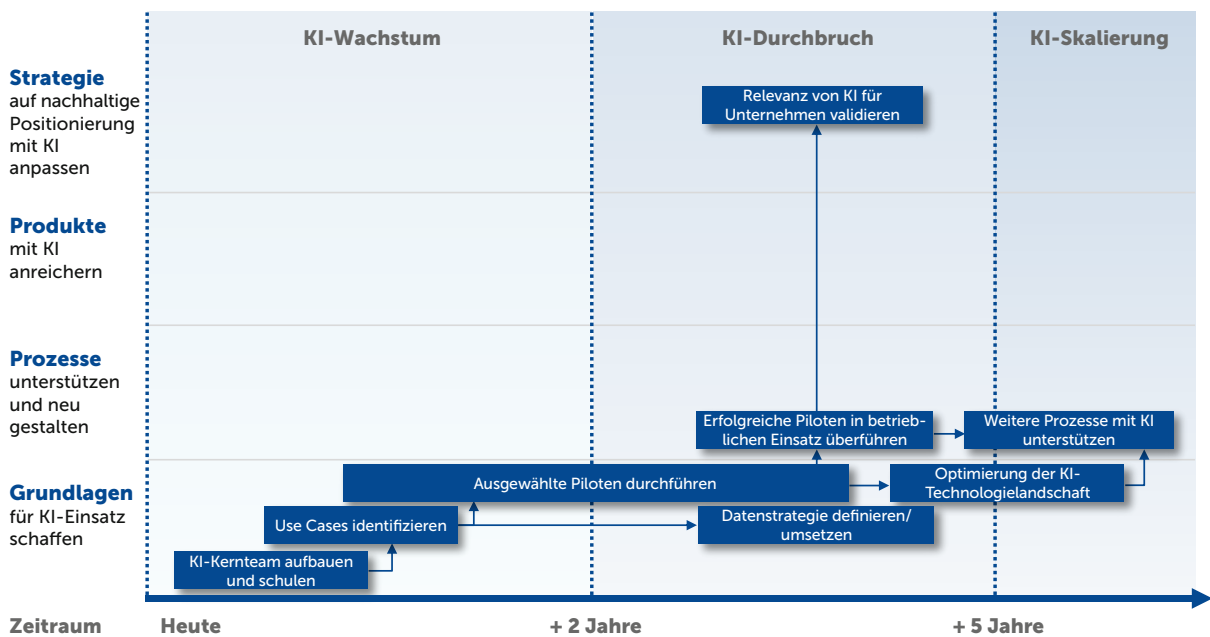 KI-Wachstum
KI-Durchbruch
KI-Skalierung
Strategie
auf nachhaltige
Positionierung
mit KI
anpassen
Relevanz von KI für
Unternehmen validieren
Produkte
mit KI
anreichern
Prozesse
unterstützen
und neu
gestalten
Erfolgreiche Piloten in betrieb-
lichen Einsatz überführen
Weitere Prozesse mit KI
unterstützen
Grundlagen
für KI-Einsatz
schaffen
Ausgewählte Piloten durchführen
Optimierung der KI-
Technologielandschaft
Use Cases identifizieren
Datenstrategie definieren/
umsetzen
KI-Kernteam aufbauen
und schulen
Zeitraum
Heute
+ 2 Jahre
+ 5 Jahre